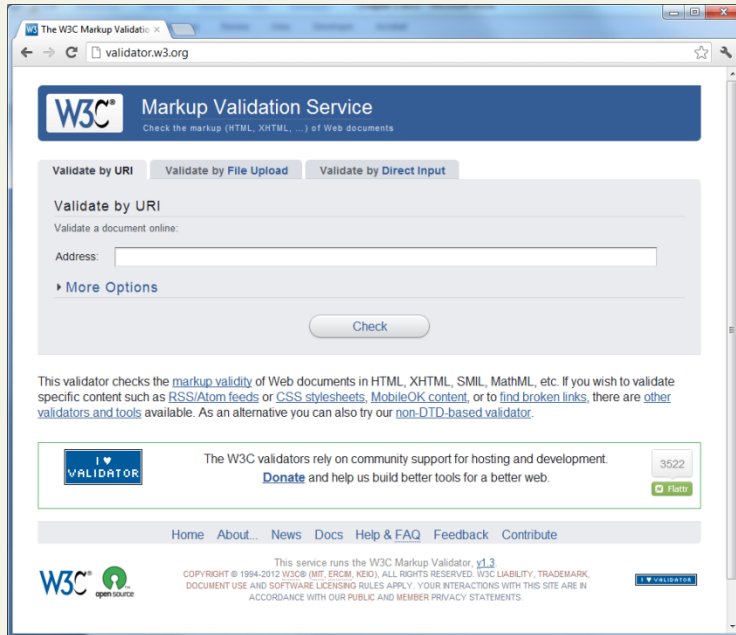 The W3C Markup Validatio
validator.w3.org
W3C® Markup Validation Service
Check the markup (HTML, XHTML, ...) of Web documents
Validate by URI Validate by File Upload Validate by Direct Input
Validate by URI
Validate a document online:
Address:
More Options
Check
This validator checks the markup validity of Web documents in HTML, XHTML, SMIL, MathML, etc. If you wish to validate
specific content such as RSS/Atom feeds or CSS stylesheets, MobileOK content, or to find broken links, there are other
validators and tools available. As an alternative you can also try our non-DTD-based validator.
I ♥
VALIDATOR
The W3C validators rely on community support for hosting and development.
Donate and help us build better tools for a better web.
3522
Flattr
Home About... News Docs Help & FAQ Feedback Contribute
W3C®
open source
This service runs the W3C Markup Validator, v1.3.
COPYRIGHT © 1994-2012 W3C® (MIT, ERCIM, KEIO), ALL RIGHTS RESERVED. W3C LIABILITY, TRADEMARK,
DOCUMENT USE AND SOFTWARE LICENSING RULES APPLY. YOUR INTERACTIONS WITH THIS SITE ARE IN
ACCORDANCE WITH OUR PUBLIC AND MEMBER PRIVACY STATEMENTS.
I ♥ VALIDATOR